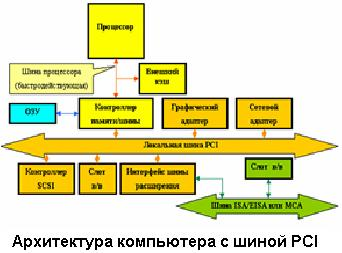 Процессор
Шина процессора
(быстродействующая)
Внешний
кэш
ОЗУ
Контроллер
памяти/шины
Графический
адаптер
Сетевой
адаптер
Локальная шина PCI
Контроллер
SCSI
Слот
в/в
Интерфейс шины
расширения
Слот в/в
Шина ISA/EISA или MCA
Архитектура компьютера с шиной PCI